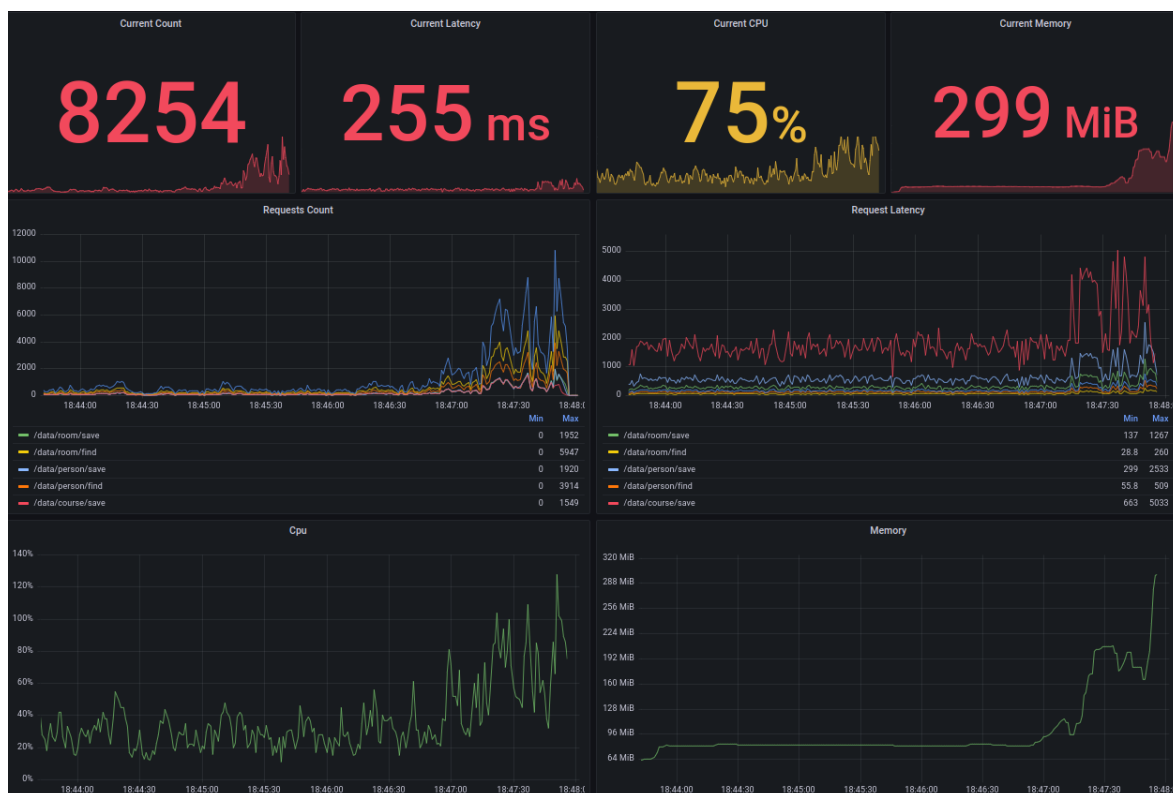 Current Count Current Latency Current CPU Current Memory
8254 255 ms 75% 299 MiB
Requests Count
12000
10000
8000
6000
4000
2000
0
18:44:00 18:44:30 18:45:00 18:45:30 18:46:00 18:46:30 18:47:00 18:47:30 18:48:0
Min Max
/data/room/save 0 1952
/data/room/find 0 5947
/data/person/save 0 1920
/data/person/find 0 3914
/data/course/save 0 1549
Request Latency
5000
4000
3000
2000
1000
0
18:44:00 18:44:30 18:45:00 18:45:30 18:46:00 18:46:30 18:47:00 18:47:30 18:48:
Min Max
/data/room/save 137 1267
/data/room/find 28.8 260
/data/person/save 299 2533
/data/person/find 55.8 509
/data/course/save 663 5033
Cpu
140%
120%
100%
80%
60%
40%
20%
0%
18:44:00 18:44:30 18:45:00 18:45:30 18:46:00 18:46:30 18:47:00 18:47:30 18:48:0
Memory
320 MiB
288 MiB
256 MiB
224 MiB
192 MiB
160 MiB
128 MiB
96 MiB
64 MiB
18:44:00 18:44:30 18:45:00 18:45:30 18:46:00 18:46:30 18:47:00 18:47:30 18:48: